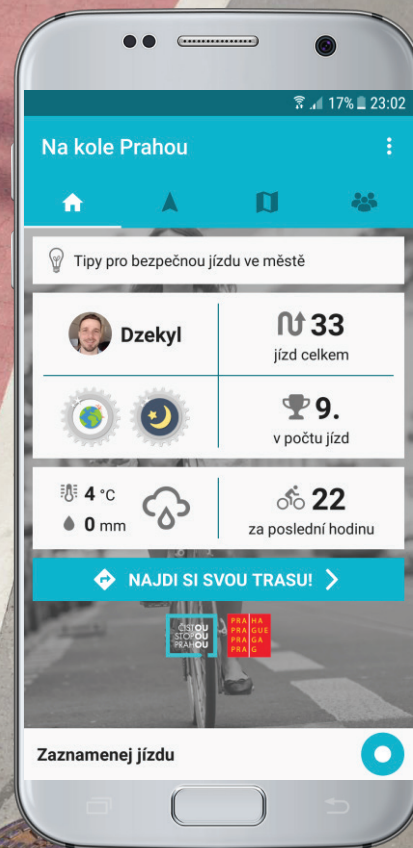 17% 23:02
Na kole Prahou
Tipy pro bezpečnou jízdu ve městě
Dzekyl
33
jízd celkem
9.
v počtu jízd
4 °C
0 mm
22
za poslední hodinu
NAJDI SI SVOU TRASU!
ČISTOU
STOPOU
PRAHOU
PRA HA
PRA GUE
PRA GA
PRA G
Zaznamenej jízdu